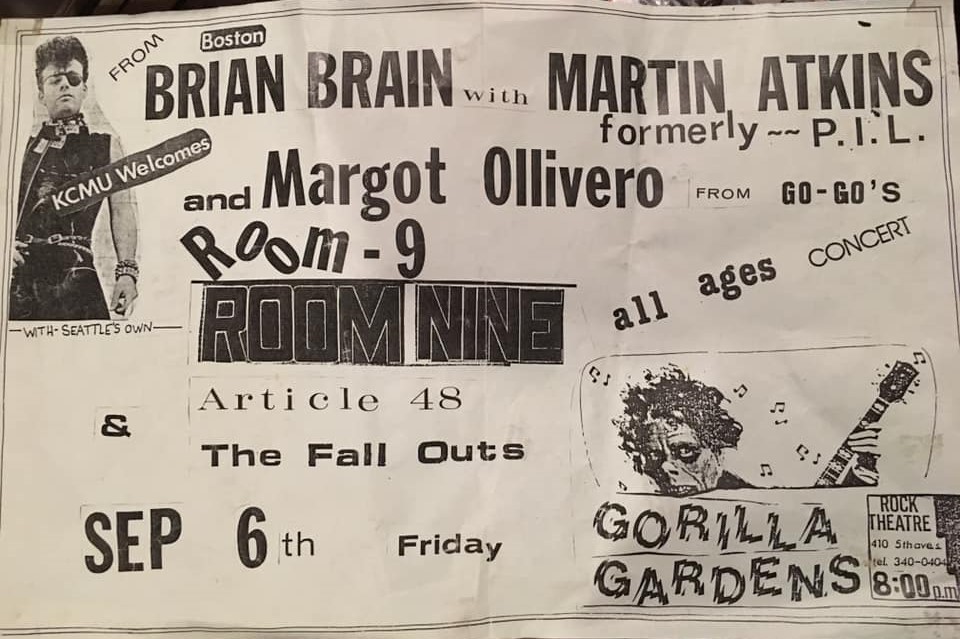 FROM Boston
BRIAN BRAIN with MARTIN ATKINS
formerly ~~ P.I.L.
KCMU Welcomes
and Margot Ollivero FROM GO-GO'S
Room - 9
all ages CONCERT
WITH-SEATTLE'S OWN
ROOM NINE
Article 48
&
The Fall Outs
SEP 6th Friday
GORILLA
GARDENS
ROCK
THEATRE
410 5th ave s
tel. 340-0404
8:00 p.m